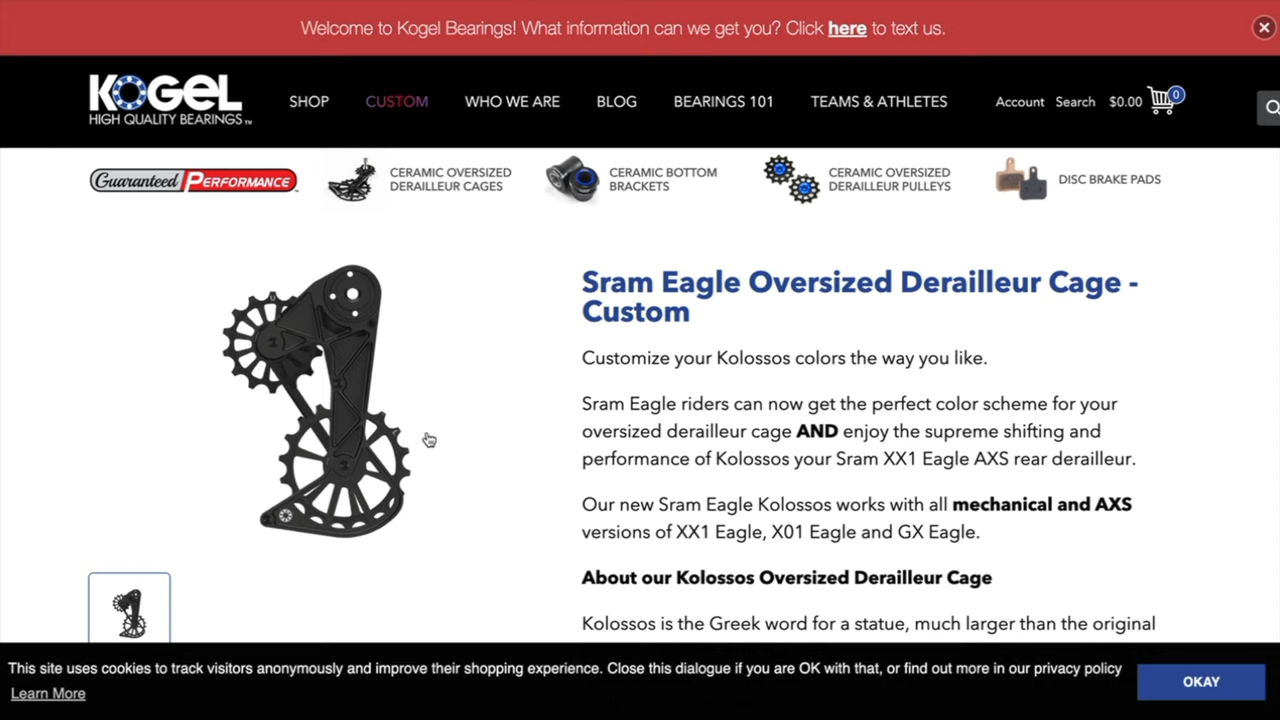 Welcome to Kogel Bearings! What information can we get you? Click here to text us.
KOGEL
HIGH QUALITY BEARINGS™
SHOP
CUSTOM
WHO WE ARE
BLOG
BEARINGS 101
TEAMS & ATHLETES
Account
Search
$0.00
0
Guaranteed PERFORMANCE
CERAMIC OVERSIZED
DERAILLEUR CAGES
CERAMIC BOTTOM
BRACKETS
CERAMIC OVERSIZED
DERAILLEUR PULLEYS
DISC BRAKE PADS
Sram Eagle Oversized Derailleur Cage -
Custom
Customize your Kolossos colors the way you like.
Sram Eagle riders can now get the perfect color scheme for your
oversized derailleur cage AND enjoy the supreme shifting and
performance of Kolossos your Sram XX1 Eagle AXS rear derailleur.
Our new Sram Eagle Kolossos works with all mechanical and AXS
versions of XX1 Eagle, X01 Eagle and GX Eagle.
About our Kolossos Oversized Derailleur Cage
Kolossos is the Greek word for a statue, much larger than the original
This site uses cookies to track visitors anonymously and improve their shopping experience. Close this dialogue if you are OK with that, or find out more in our privacy policy
Learn More
OKAY